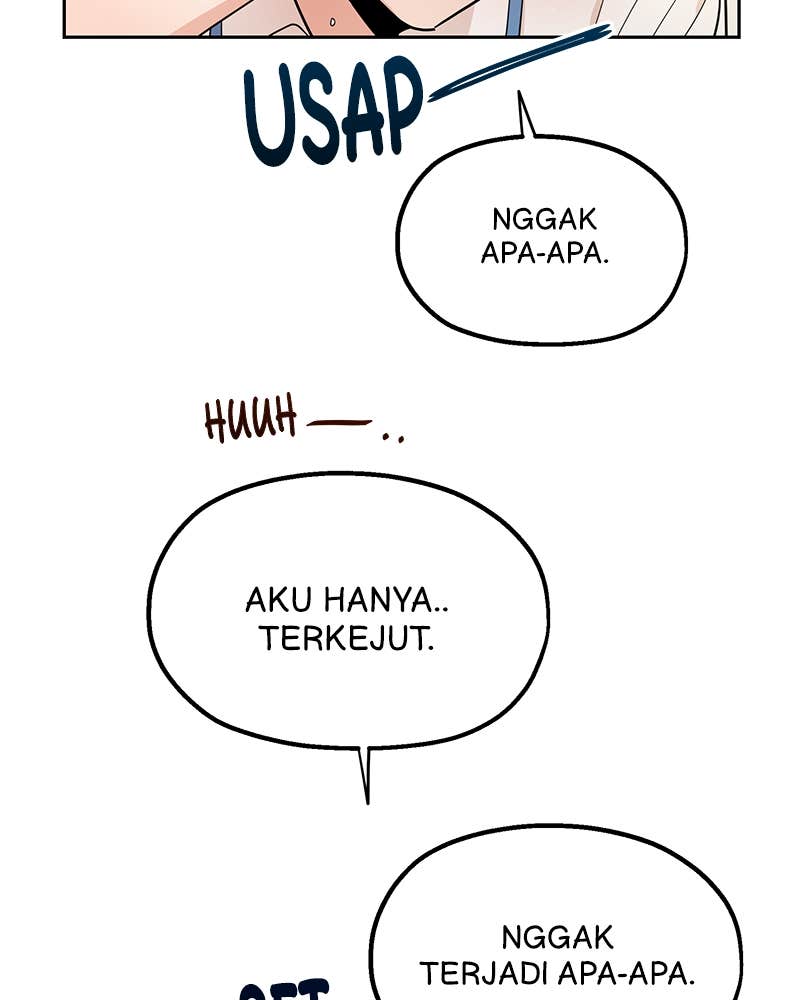 USAP
NGGAK
APA-APA.
HUUH —..
AKU HANYA..
TERKEJUT.
NGGAK
TERJADI APA-APA.